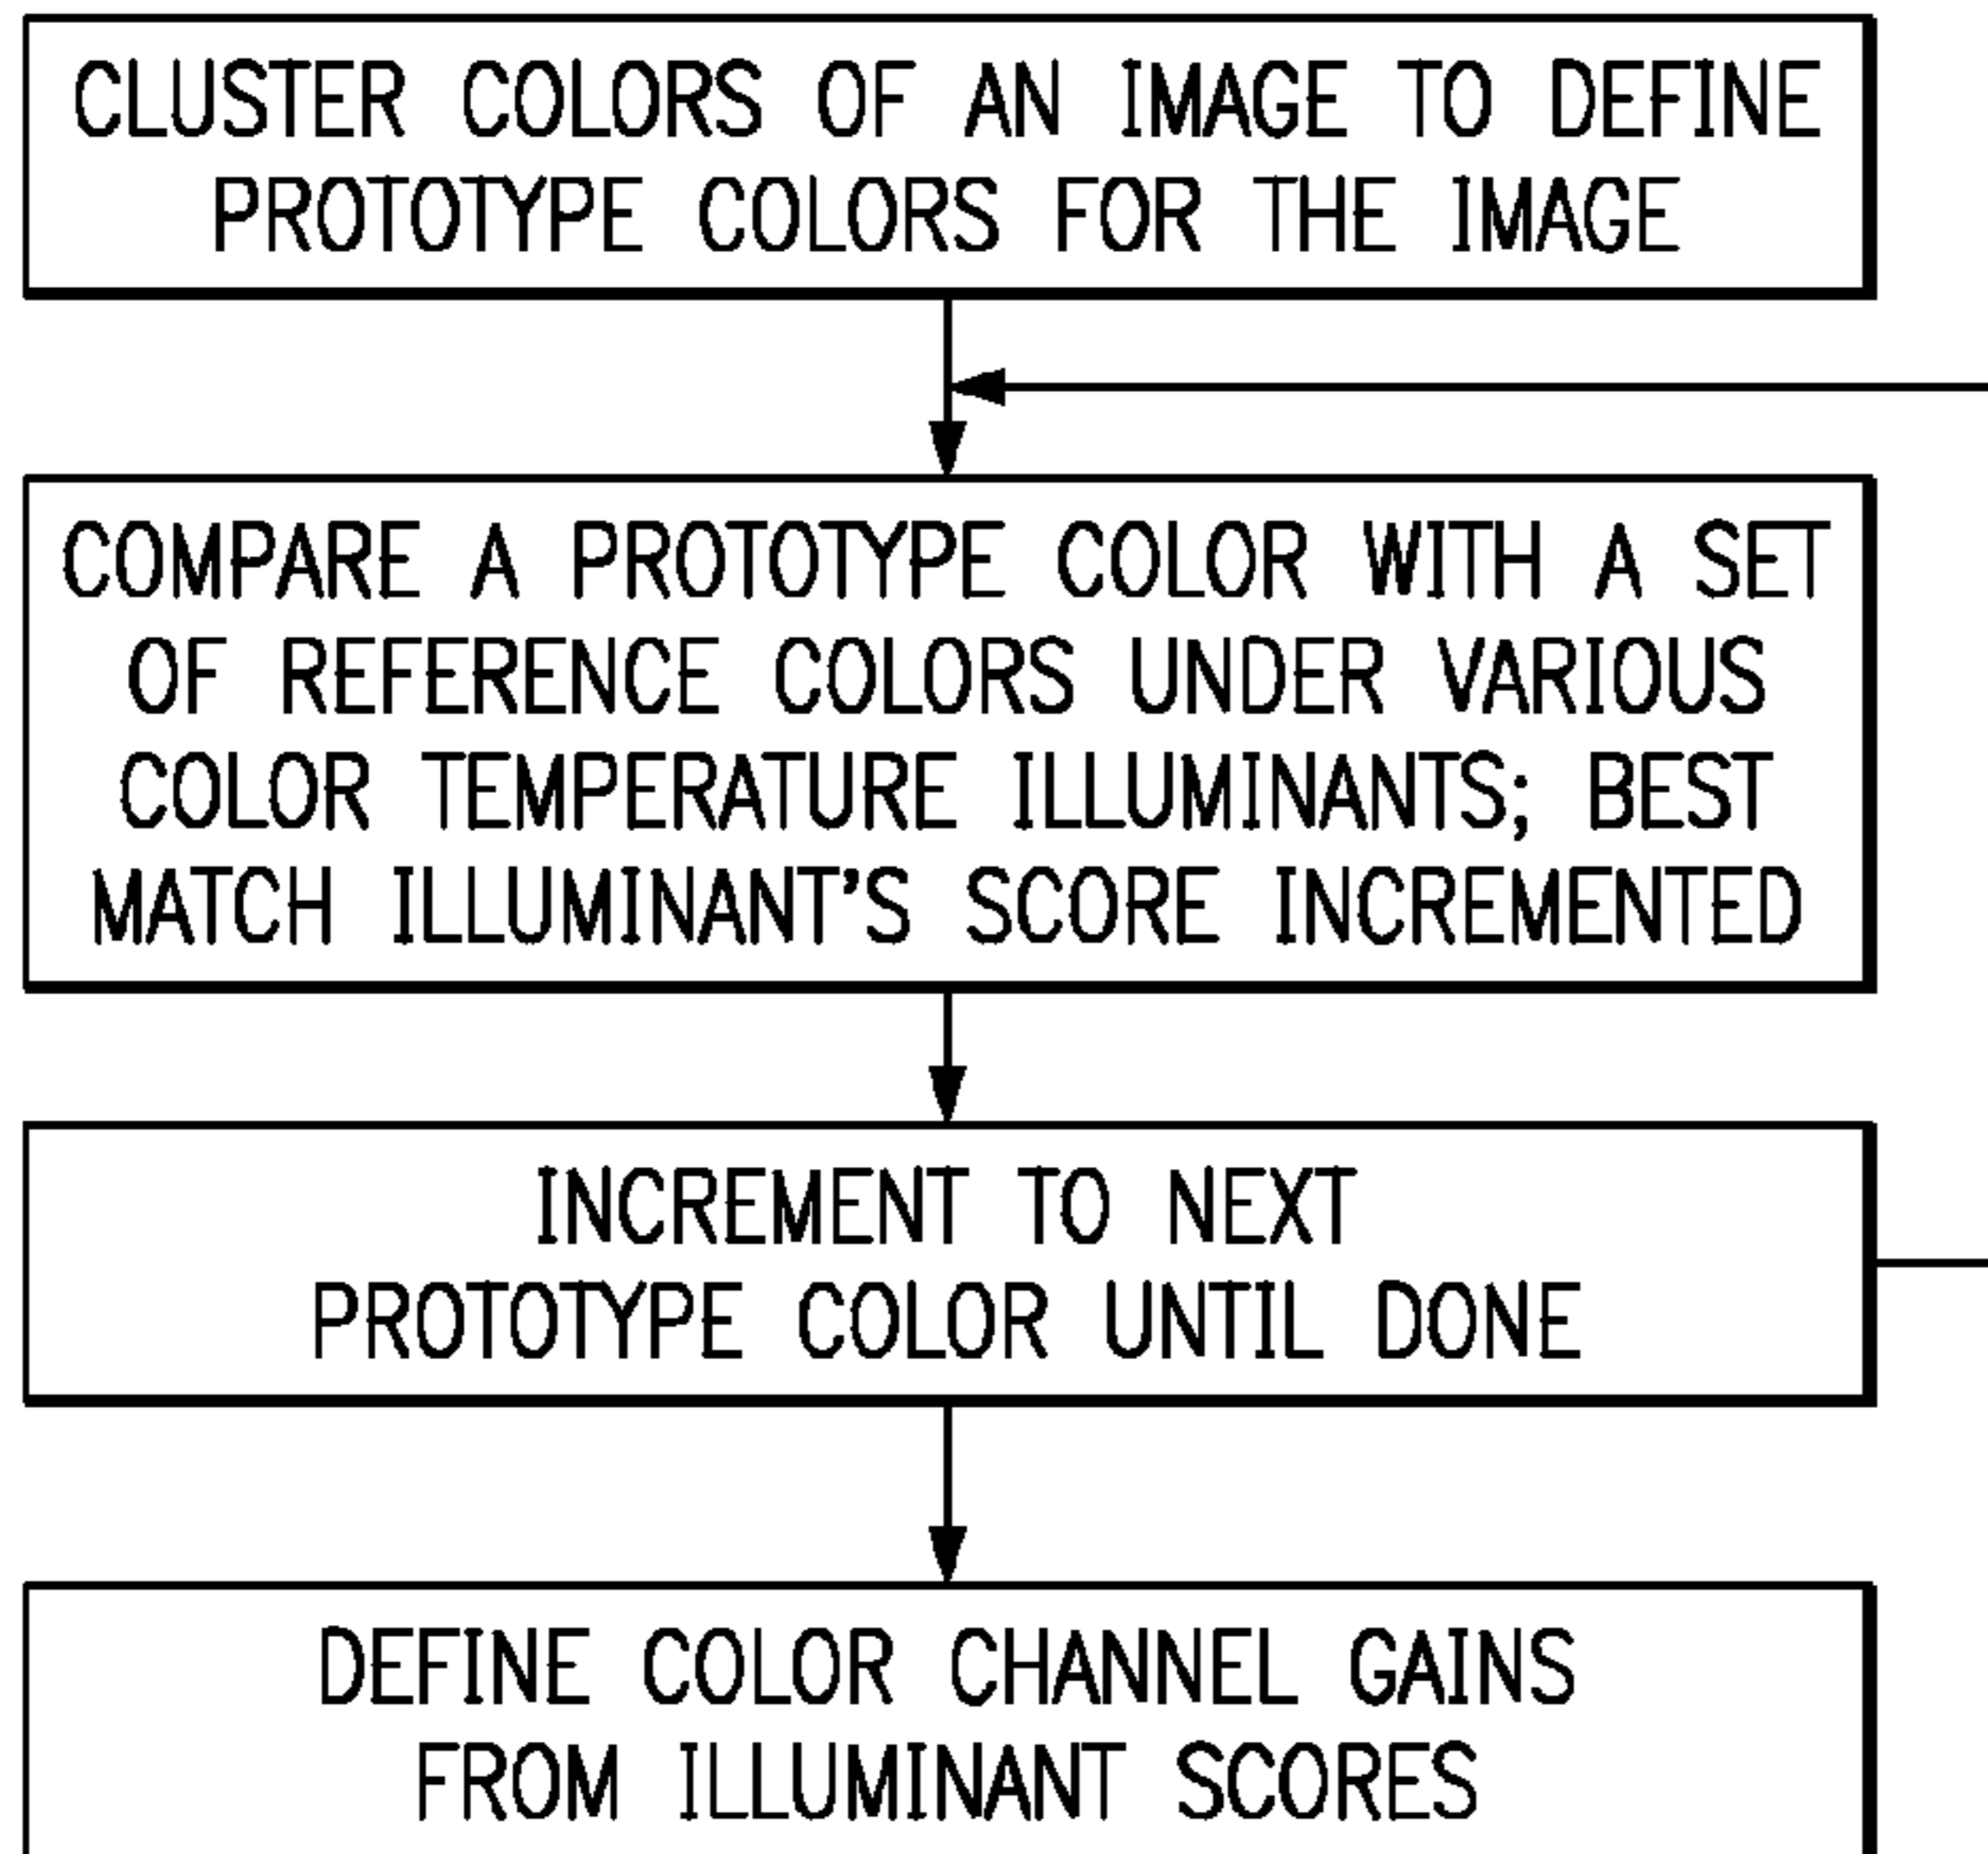 CLUSTER COLORS OF AN IMAGE TO DEFINE
PROTOTYPE COLORS FOR THE IMAGE
COMPARE A PROTOTYPE COLOR WITH A SET
OF REFERENCE COLORS UNDER VARIOUS
COLOR TEMPERATURE ILLUMINANTS; BEST
MATCH ILLUMINANT'S SCORE INCREMENTED
INCREMENT TO NEXT
PROTOTYPE COLOR UNTIL DONE
DEFINE COLOR CHANNEL GAINS
FROM ILLUMINANT SCORES